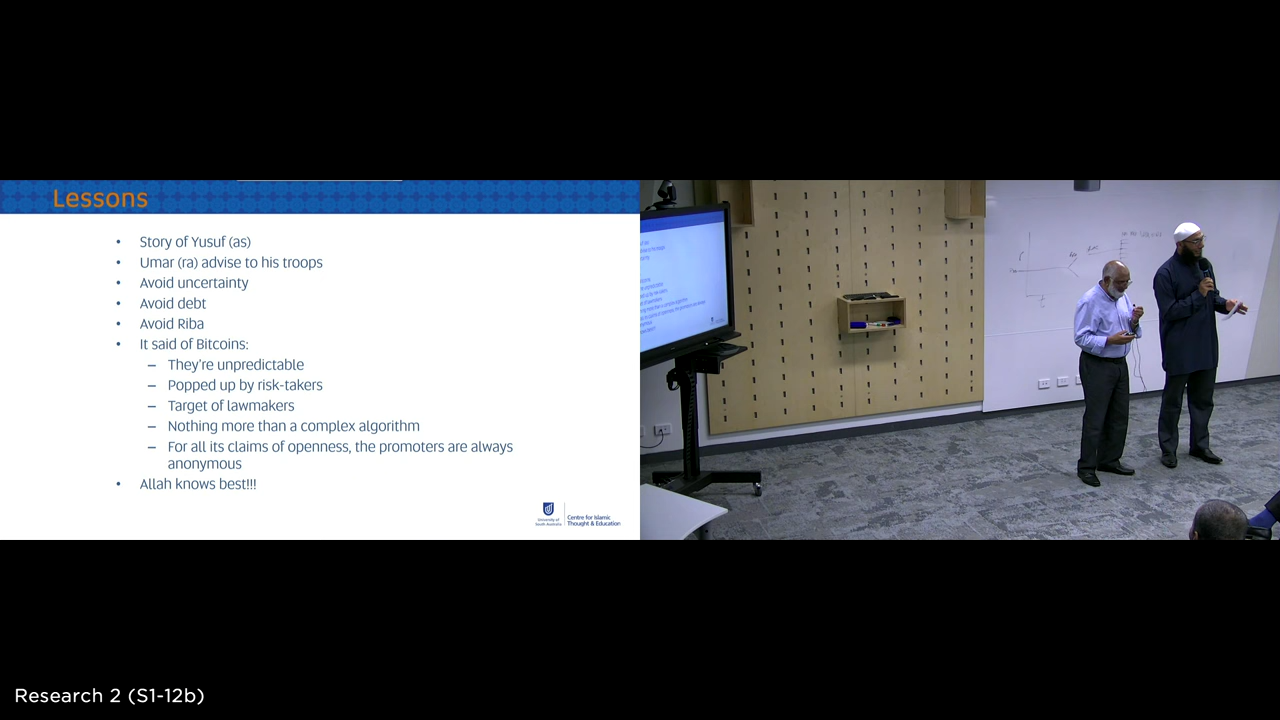 Lessons
• Story of Yusuf (as)
• Umar (ra) advise to his troops
• Avoid uncertainty
• Avoid debt
• Avoid Riba
• It said of Bitcoins:
– They're unpredictable
– Popped up by risk-takers
– Target of lawmakers
– Nothing more than a complex algorithm
– For all its claims of openness, the promoters are always
anonymous
• Allah knows best!!!
University of
South Australia
Centre for Islamic
Thought & Education
Research 2 (S1-12b)